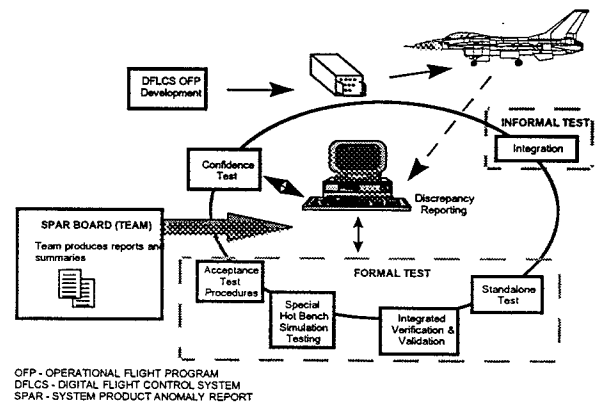 DFLCS OFP
Development
INFORMAL TEST
Integration
Confidence
Test
Discrepancy
Reporting
SPAR BOARD (TEAM)
Team produces reports and
summaries
FORMAL TEST
Acceptance
Test
Procedures
Special
Hot Bench
Simulation
Testing
Integrated
Verification &
Validation
Standalone
Test
OFP - OPERATIONAL FLIGHT PROGRAM
DFLCS - DIGITAL FLIGHT CONTROL SYSTEM
SPAR - SYSTEM PRODUCT ANOMALY REPORT